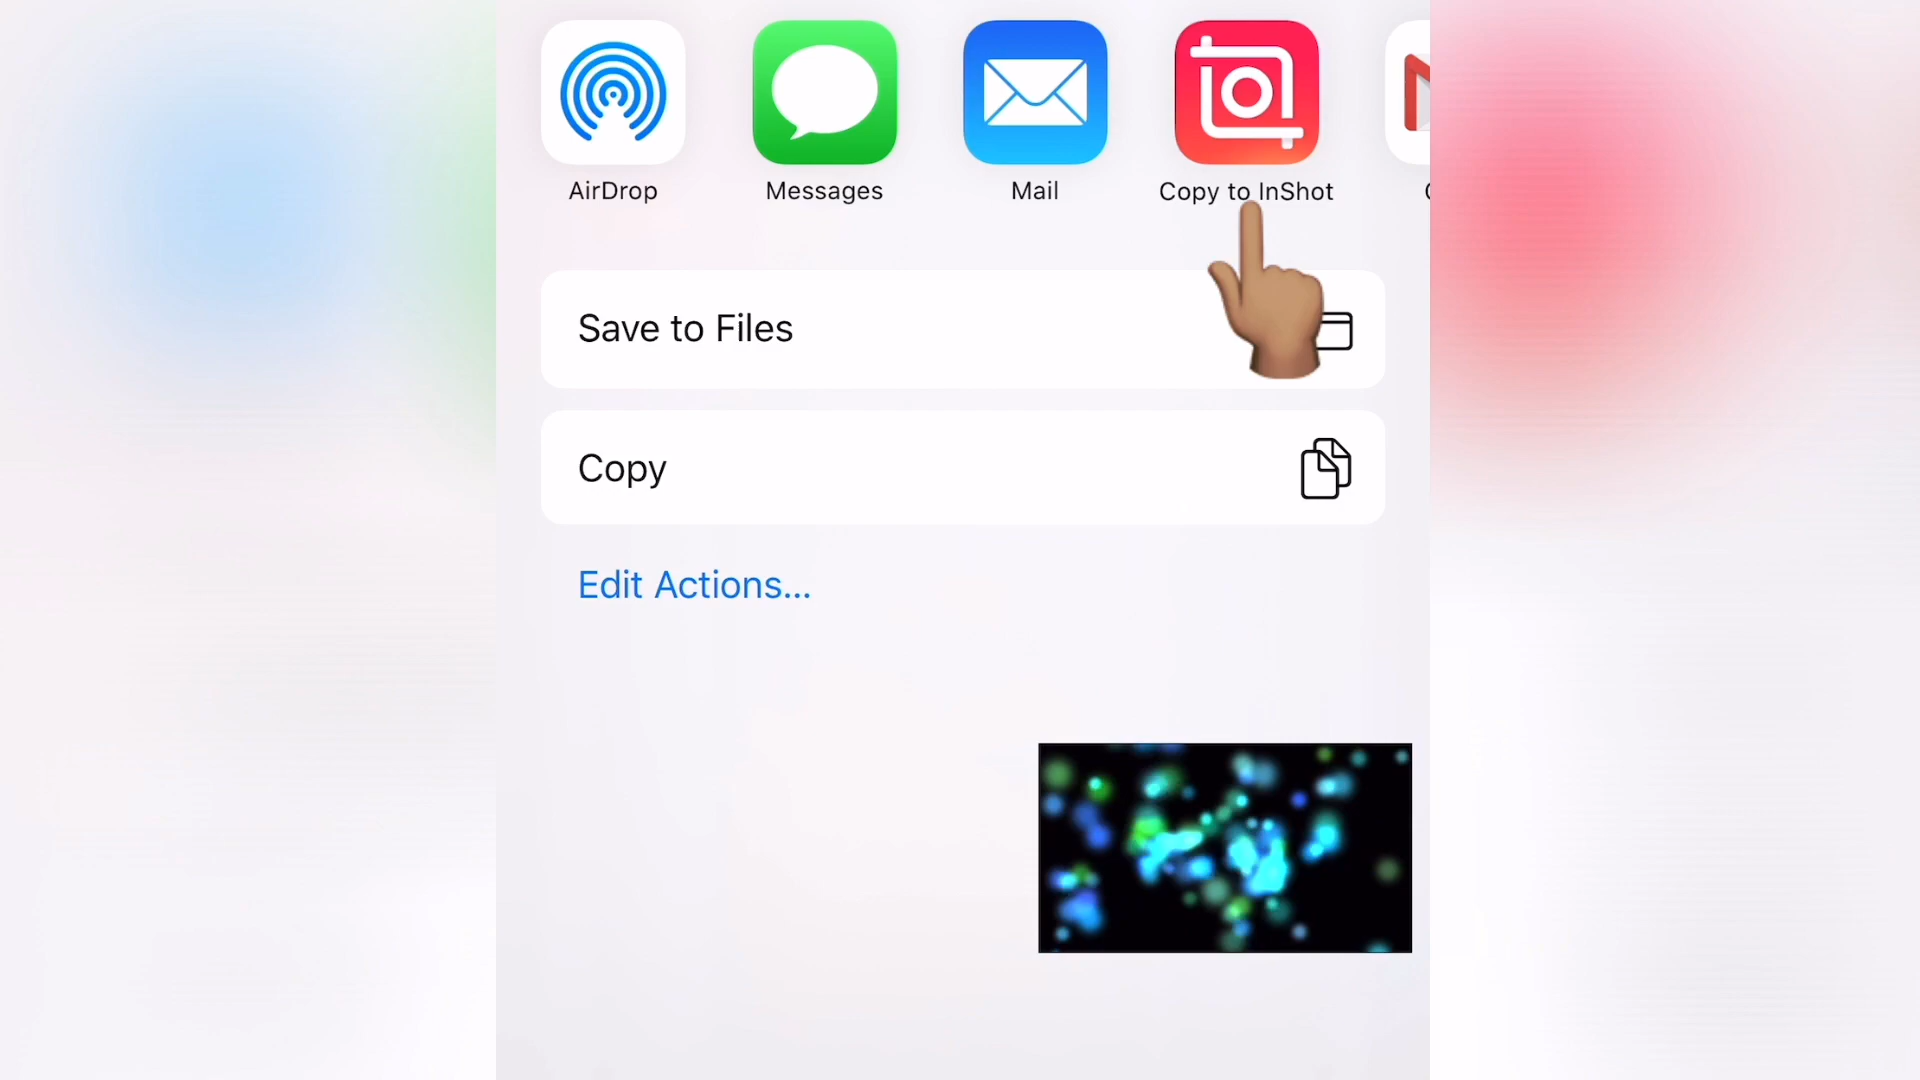 AirDrop
Messages
Mail
Copy to InShot
Save to Files
Copy
Edit Actions...